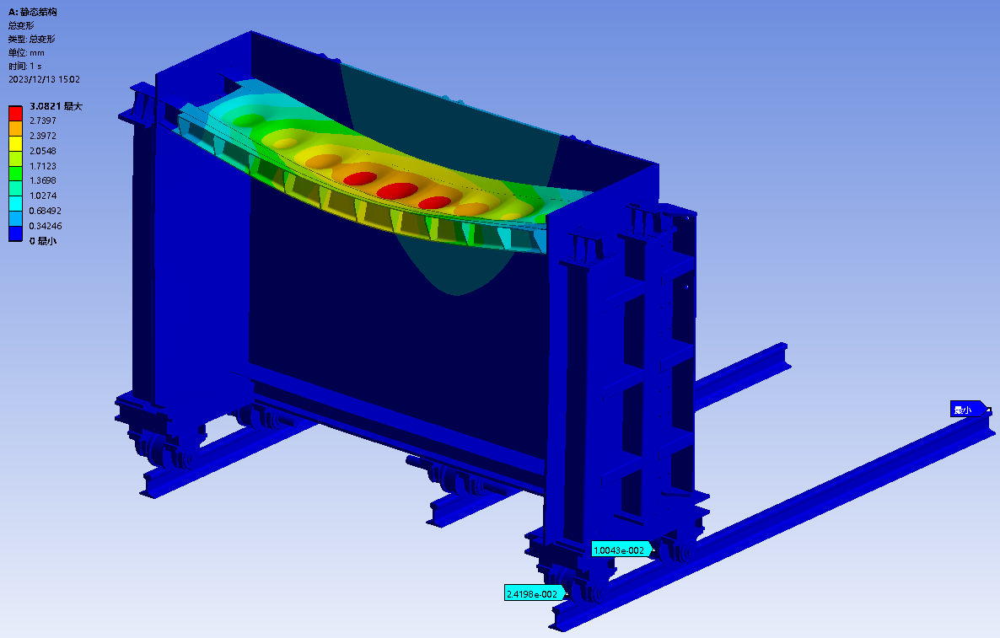 A: 静态结构
总变形
类型: 总变形
单位: mm
时间: 1 s
2023/12/13 15:02
3.0821 最大
2.7397
2.3972
2.0548
1.7123
1.3698
1.0274
0.68492
0.34246
0 最小
最小
1.0043e-002
2.4198e-002